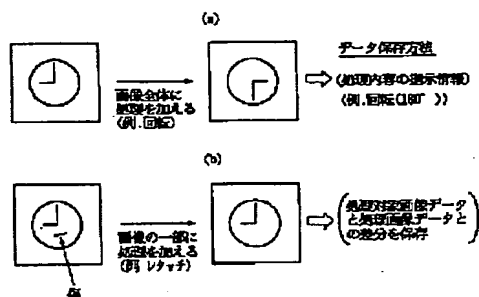 (a)
データ保存方法
画像全体に
処理を加える
(例.回転)
(処理内容の指示情報)
(例.回転(180°))
(b)
画像の一部に
処理を加える
(例 レタッチ)
処理対象画像データ
と処理画像データと
の差分を保存
傷